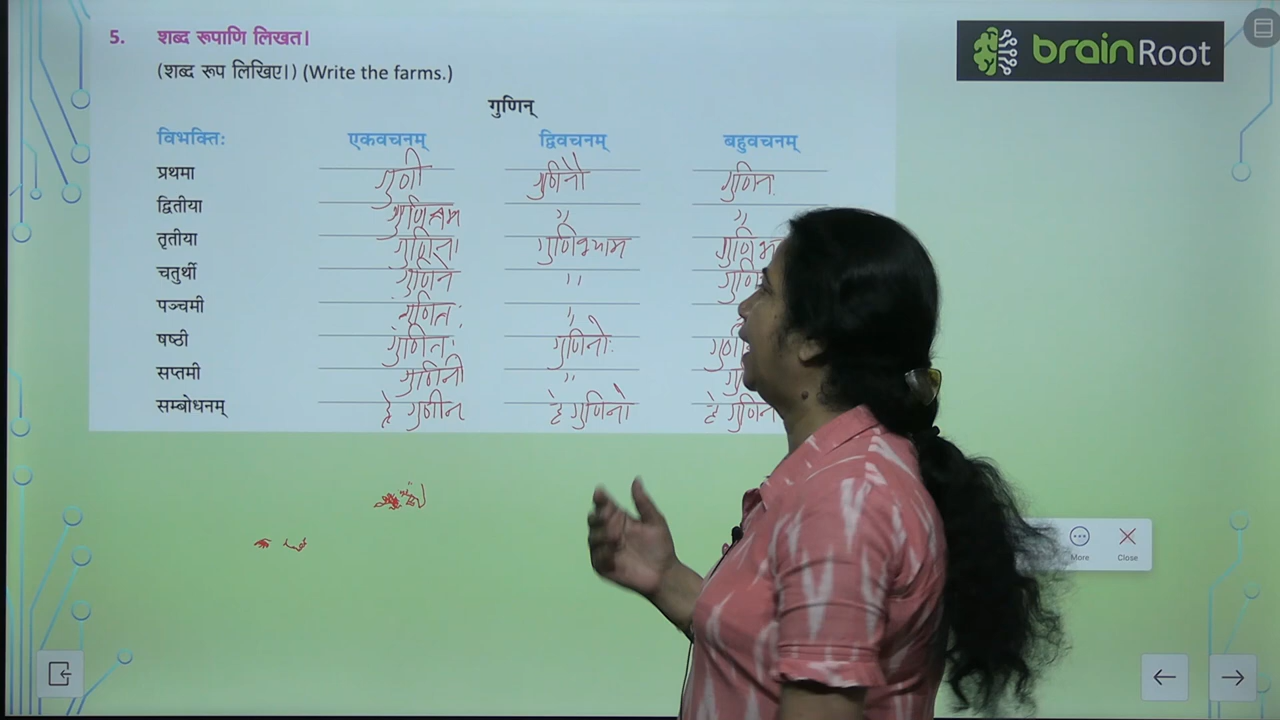 5. शब्द रूपाणि लिखत।
(शब्द रूप लिखिए।) (Write the farms.)
brainRoot
गुणिन्
विभक्तिः एकवचनम् द्विवचनम् बहुवचनम्
प्रथमा गुणी गुणिनौ गुणिन:
द्वितीया गुणिनम " "
तृतीया गुणिना गुणिभ्याम
चतुर्थी गुणिने "
पञ्चमी गुणिन: "
षष्ठी गुणिन: गुणिनो:
सप्तमी गुणिनी "
सम्बोधनम् हे गुणीन हे गुणिनो हे
More Close